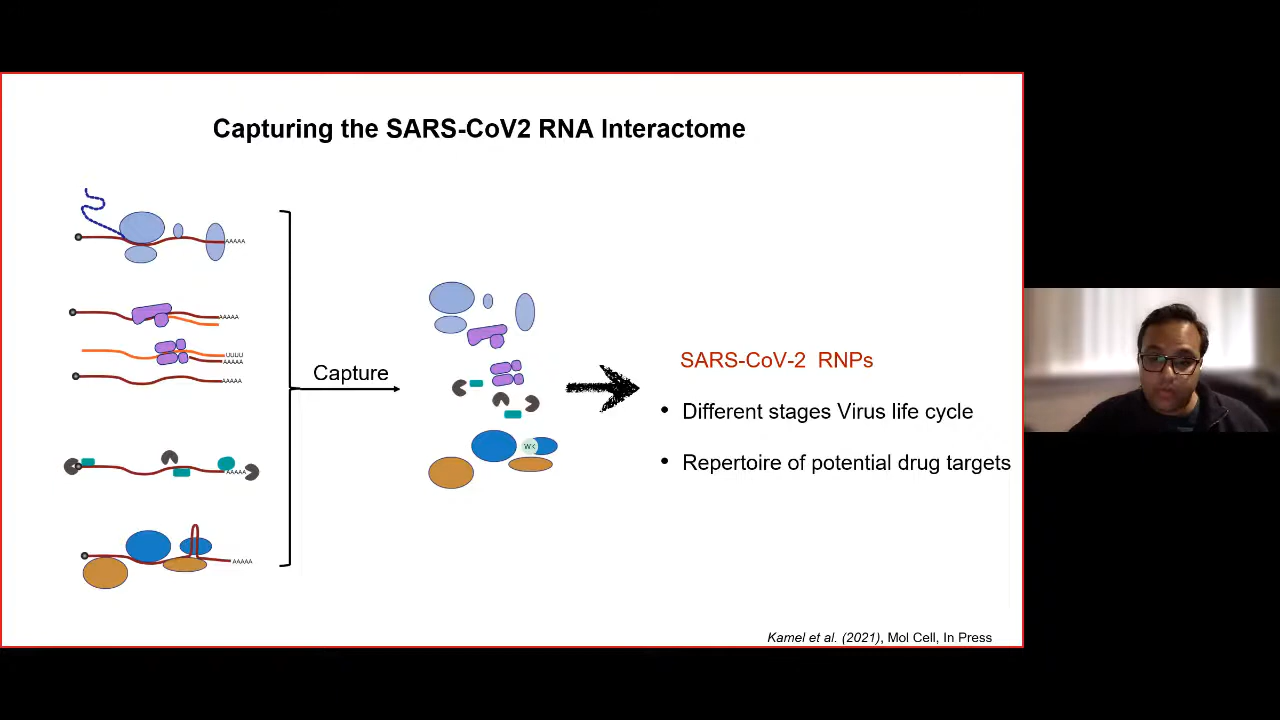 Capturing the SARS-CoV2 RNA Interactome
AAAAA
AAAAA
UUUU
AAAAA
AAAAA
AAAAA
AAAAA
Capture
SARS-CoV-2 RNPs
• Different stages Virus life cycle
• Repertoire of potential drug targets
Kamel et al. (2021), Mol Cell, In Press